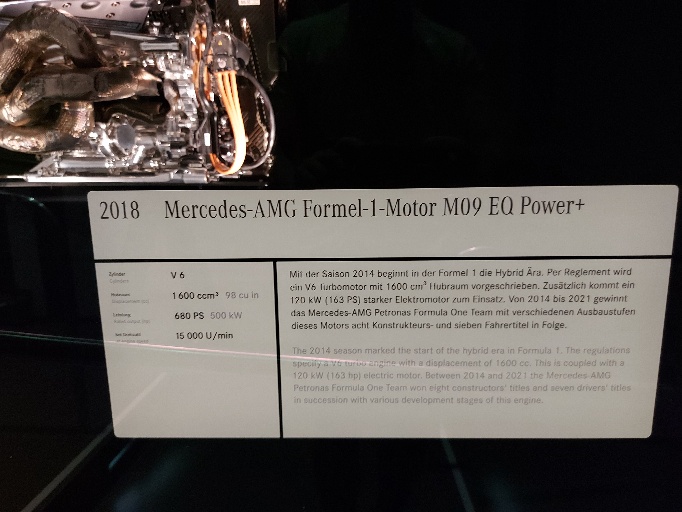 2018 Mercedes-AMG Formel-1-Motor M09 EQ Power+
Zylinder V 6
Cylinders
Hubraum 1 600 ccm³ 98 cu in
Leistung 680 PS 500 kW
bei Drehzahl 15 000 U/min
Mit der Saison 2014 beginnt in der Formel 1 die Hybrid Ära. Per Reglement wird
ein V6 Turbomotor mit 1600 cm³ Hubraum vorgeschrieben. Zusätzlich kommt ein
120 kW (163 PS) starker Elektromotor zum Einsatz. Von 2014 bis 2021 gewinnt
das Mercedes-AMG Petronas Formula One Team mit verschiedenen Ausbaustufen
dieses Motors acht Konstrukteurs- und sieben Fahrertitel in Folge.
The 2014 season marked the start of the hybrid era in Formula 1. The regulations
specify a V6 turbo engine with a displacement of 1600 cc. This is coupled with a
120 kW (163 hp) electric motor. Between 2014 and 2021 the Mercedes-AMG
Petronas Formula One Team won eight constructors' titles and seven drivers' titles
in succession with various development stages of this engine.